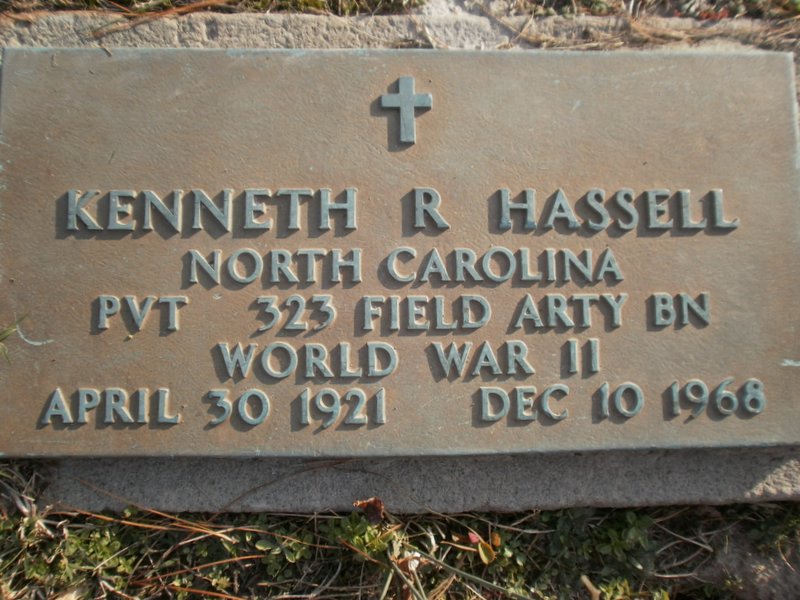 KENNETH R HASSELL
NORTH CAROLINA
PVT 323 FIELD ARTY BN
WORLD WAR II
APRIL 30 1921 DEC 10 1968